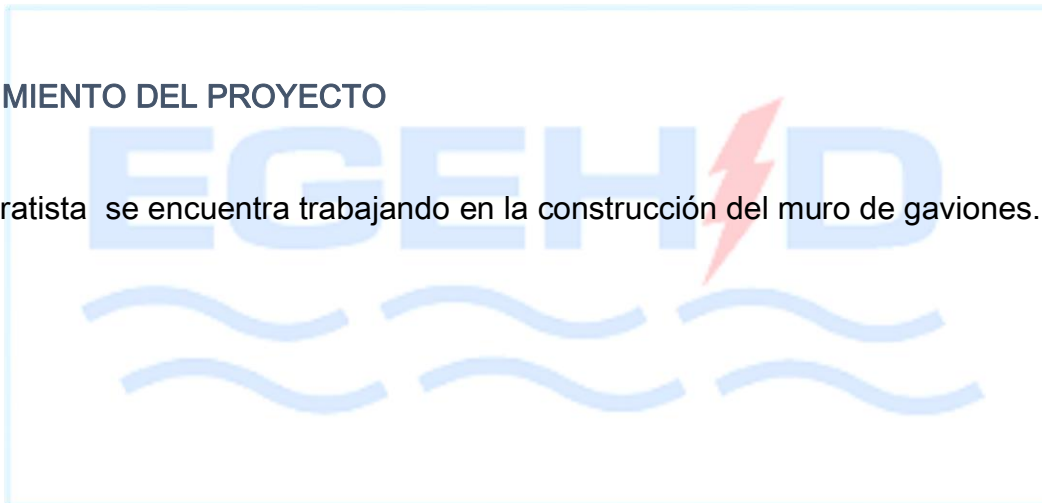 MIENTO DEL PROYECTO
EGEHID
ratista  se encuentra trabajando en la construcción del muro de gaviones.